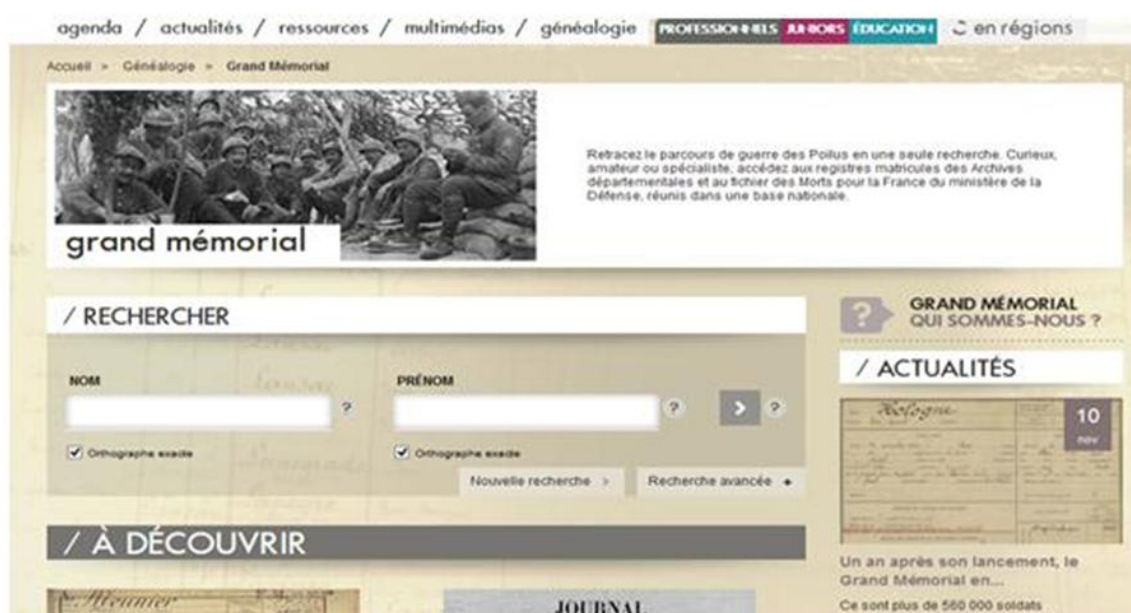 agenda / actualités / ressources / multimédias / généalogie PROFESSIONNELS JUNIORS ÉDUCATION en régions
Accueil » Généalogie » Grand Mémorial
Retracez le parcours de guerre des Poilus en une seule recherche. Curieux,
amateur ou spécialiste, accédez aux registres matricules des Archives
départementales et au fichier des Morts pour la France du ministère de la
Défense, réunis dans une base nationale.
grand mémorial
/ RECHERCHER
NOM
PRÉNOM
?
?
?
Orthographe exacte
Orthographe exacte
Nouvelle recherche >
Recherche avancée
/ À DÉCOUVRIR
Meunier
JOURNAL
? GRAND MÉMORIAL
QUI SOMMES-NOUS ?
/ ACTUALITÉS
Hologne
10
nov
Un an après son lancement, le
Grand Mémorial en...
Ce sont plus de 560 000 soldats